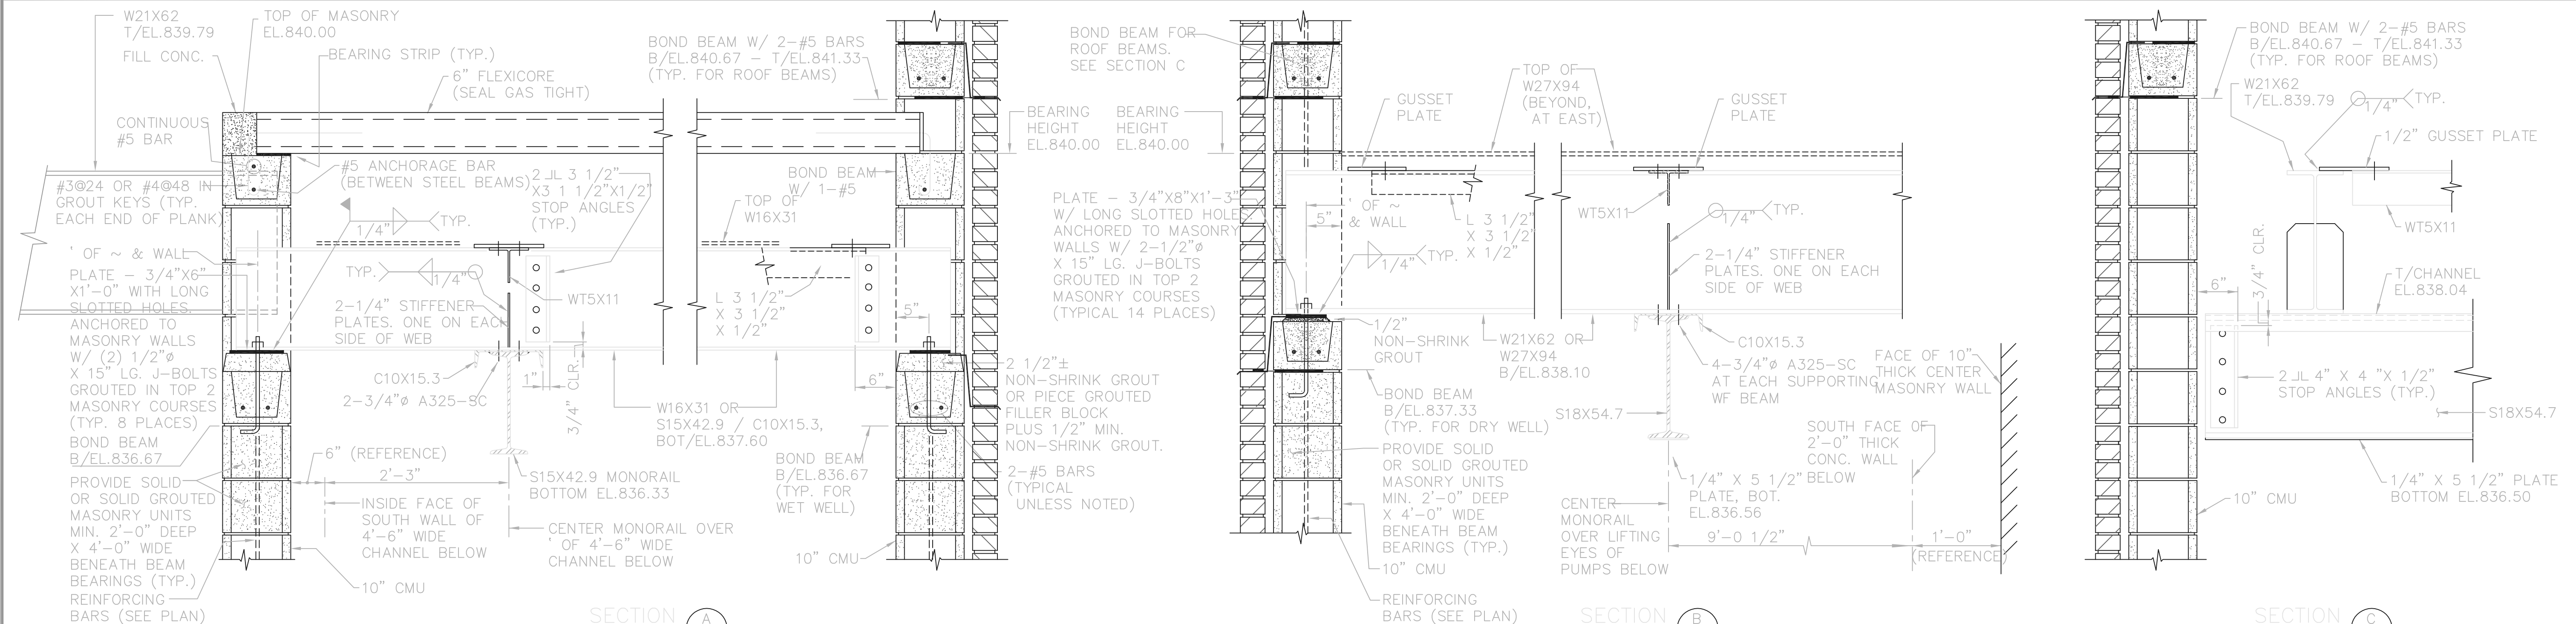 W21X62
T/EL.839.79
FILL CONC.
TOP OF MASONRY
EL.840.00
BEARING STRIP (TYP.)
6" FLEXICORE
(SEAL GAS TIGHT)
CONTINUOUS
#5 BAR
#3@24 OR #4@48 IN
GROUT KEYS (TYP.
EACH END OF PLANK)
#5 ANCHORAGE BAR
(BETWEEN STEEL BEAMS)
2 ⅃L 3 1/2"
X3 1 1/2"X1/2"
STOP ANGLES
(TYP.)
1/4"
TYP.
' OF ~ & WALL
PLATE - 3/4"X6"
X1'-0" WITH LONG
SLOTTED HOLES.
ANCHORED TO
MASONRY WALLS
W/ (2) 1/2"ø
X 15" LG. J-BOLTS
GROUTED IN TOP 2
MASONRY COURSES
(TYP. 8 PLACES)
BOND BEAM
B/EL.836.67
PROVIDE SOLID
OR SOLID GROUTED
MASONRY UNITS
MIN. 2'-0" DEEP
X 4'-0" WIDE
BENEATH BEAM
BEARINGS (TYP.)
REINFORCING
BARS (SEE PLAN)
TYP.
1/4"
2-1/4" STIFFENER
PLATES. ONE ON EACH
SIDE OF WEB
WT5X11
C10X15.3
2-3/4"ø A325-SC
1"
3/4" CLR.
6" (REFERENCE)
2'-3"
INSIDE FACE OF
SOUTH WALL OF
4'-6" WIDE
CHANNEL BELOW
10" CMU
S15X42.9 MONORAIL
BOTTOM EL.836.33
CENTER MONORAIL OVER
' OF 4'-6" WIDE
CHANNEL BELOW
W16X31 OR
S15X42.9 / C10X15.3,
BOT/EL.837.60
BOND BEAM W/ 2-#5 BARS
B/EL.840.67 - T/EL.841.33
(TYP. FOR ROOF BEAMS)
BOND BEAM
W/ 1-#5
TOP OF
W16X31
L 3 1/2"
X 3 1/2"
X 1/2"
5"
6"
BOND BEAM
B/EL.836.67
(TYP. FOR
WET WELL)
10" CMU
2 1/2"±
NON-SHRINK GROUT
OR PIECE GROUTED
FILLER BLOCK
PLUS 1/2" MIN.
NON-SHRINK GROUT.
2-#5 BARS
(TYPICAL
UNLESS NOTED)
BEARING
HEIGHT
EL.840.00
SECTION
A
BOND BEAM FOR
ROOF BEAMS.
SEE SECTION C
BEARING
HEIGHT
EL.840.00
PLATE - 3/4"X8"X1'-3"
W/ LONG SLOTTED HOLES.
ANCHORED TO MASONRY
WALLS W/ 2-1/2"ø
X 15" LG. J-BOLTS
GROUTED IN TOP 2
MASONRY COURSES
(TYPICAL 14 PLACES)
GUSSET
PLATE
TOP OF
W27X94
(BEYOND,
AT EAST)
GUSSET
PLATE
' OF ~
& WALL
5"
1/4"
TYP.
L 3 1/2"
X 3 1/2"
X 1/2"
WT5X11
1/4"
TYP.
2-1/4" STIFFENER
PLATES. ONE ON EACH
SIDE OF WEB
1/2"
NON-SHRINK
GROUT
W21X62 OR
W27X94
B/EL.838.10
BOND BEAM
B/EL.837.33
(TYP. FOR DRY WELL)
PROVIDE SOLID
OR SOLID GROUTED
MASONRY UNITS
MIN. 2'-0" DEEP
X 4'-0" WIDE
BENEATH BEAM
BEARINGS (TYP.)
10" CMU
REINFORCING
BARS (SEE PLAN)
C10X15.3
4-3/4"ø A325-SC
AT EACH SUPPORTING
WF BEAM
S18X54.7
1/4" X 5 1/2"
PLATE, BOT.
EL.836.56
CENTER
MONORAIL
OVER LIFTING
EYES OF
PUMPS BELOW
FACE OF 10"
THICK CENTER
MASONRY WALL
SOUTH FACE OF
2'-0" THICK
CONC. WALL
BELOW
9'-0 1/2"
1'-0"
(REFERENCE)
SECTION
B
BOND BEAM W/ 2-#5 BARS
B/EL.840.67 - T/EL.841.33
(TYP. FOR ROOF BEAMS)
W21X62
T/EL.839.79
1/4"
TYP.
1/2" GUSSET PLATE
WT5X11
3/4" CLR.
6"
T/CHANNEL
EL.838.04
2 ⅃L 4" X 4 "X 1/2"
STOP ANGLES (TYP.)
S18X54.7
1/4" X 5 1/2" PLATE
BOTTOM EL.836.50
10" CMU
SECTION
C